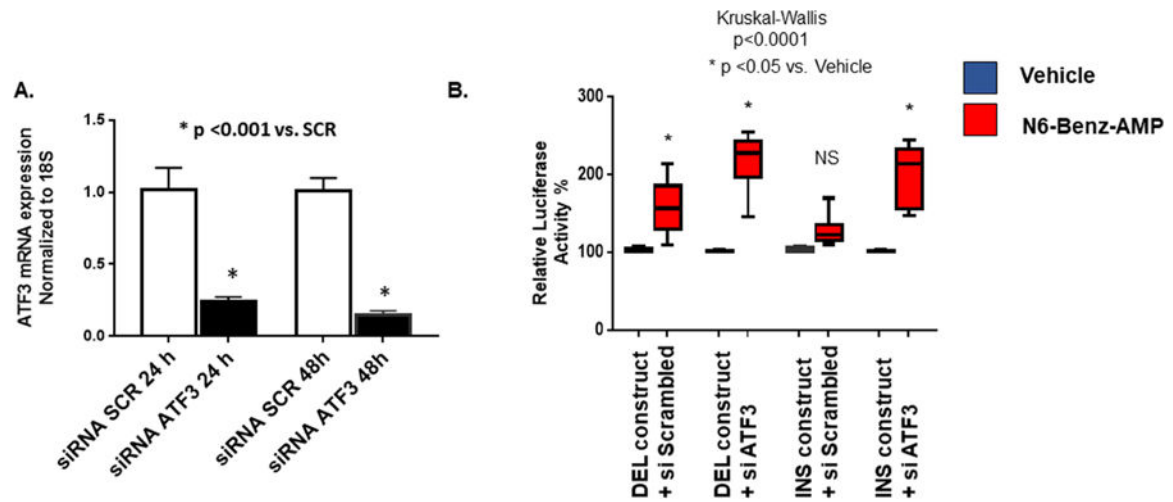 A.
* p <0.001 vs. SCR
ATF3 mRNA expression
Normalized to 18S
1.5
1.0
0.5
0.0
*
*
siRNA SCR 24 h
siRNA ATF3 24 h
siRNA SCR 48h
siRNA ATF3 48h
B.
Kruskal-Wallis
p<0.0001
* p <0.05 vs. Vehicle
Vehicle
N6-Benz-AMP
Relative Luciferase
Activity %
300
200
100
0
*
*
NS
*
DEL construct
+ si Scrambled
DEL construct
+ si ATF3
INS construct
+ si Scrambled
INS construct
+ si ATF3